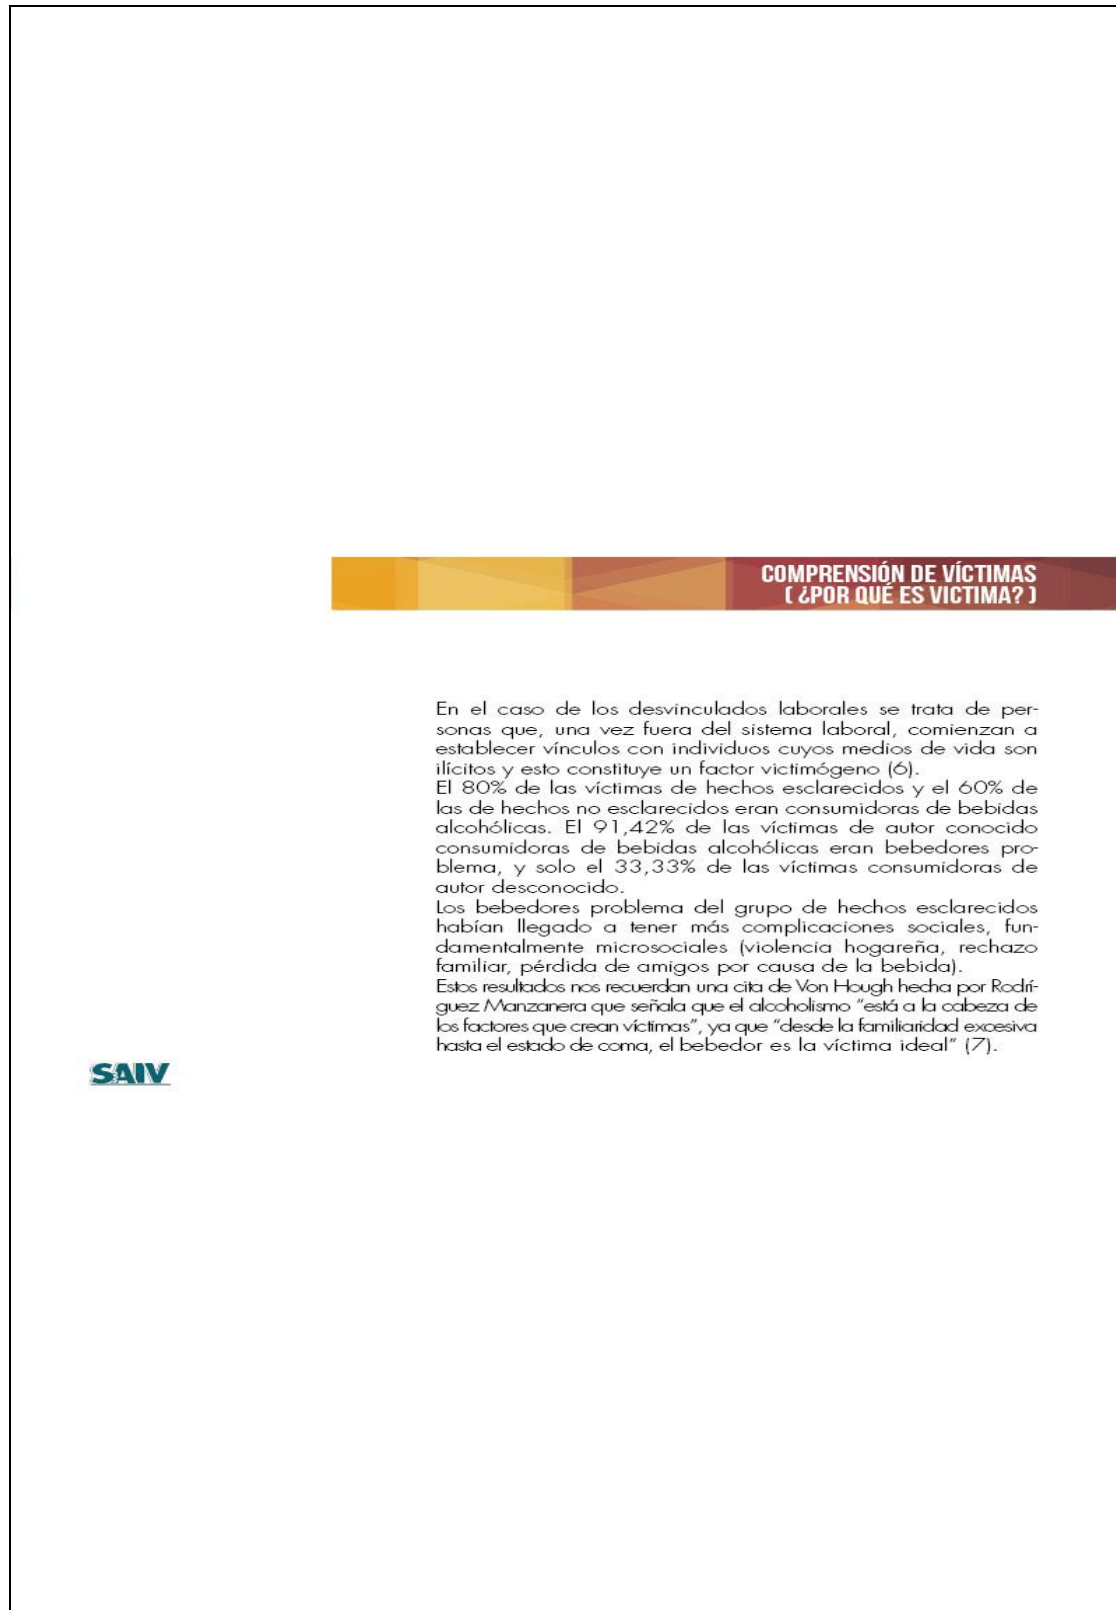 COMPRENSIÓN DE VÍCTIMAS
( ¿POR QUÉ ES VICTIMA? )
En el caso de los desvinculados laborales se trata de per-
sonas que, una vez fuera del sistema laboral, comienzan a
establecer vínculos con individuos cuyos medios de vida son
ilícitos y esto constituye un factor victimógeno (6).
El 80% de las víctimas de hechos esclarecidos y el 60% de
las de hechos no esclarecidos eran consumidoras de bebidas
alcohólicas. El 91,42% de las víctimas de autor conocido
consumidoras de bebidas alcohólicas eran bebedores pro-
blema, y solo el 33,33% de las víctimas consumidoras de
autor desconocido.
Los bebedores problema del grupo de hechos esclarecidos
habían llegado a tener más complicaciones sociales, fun-
damentalmente microsociales (violencia hogareña, rechazo
familiar, pérdida de amigos por causa de la bebida).
Estos resultados nos recuerdan una cita de Von Hough hecha por Rodrí-
guez Manzanera que señala que el alcoholismo “está a la cabeza de
los factores que crean víctimas”, ya que “desde la familiaridad excesiva
hasta el estado de coma, el bebedor es la víctima ideal” (7).
SAIV